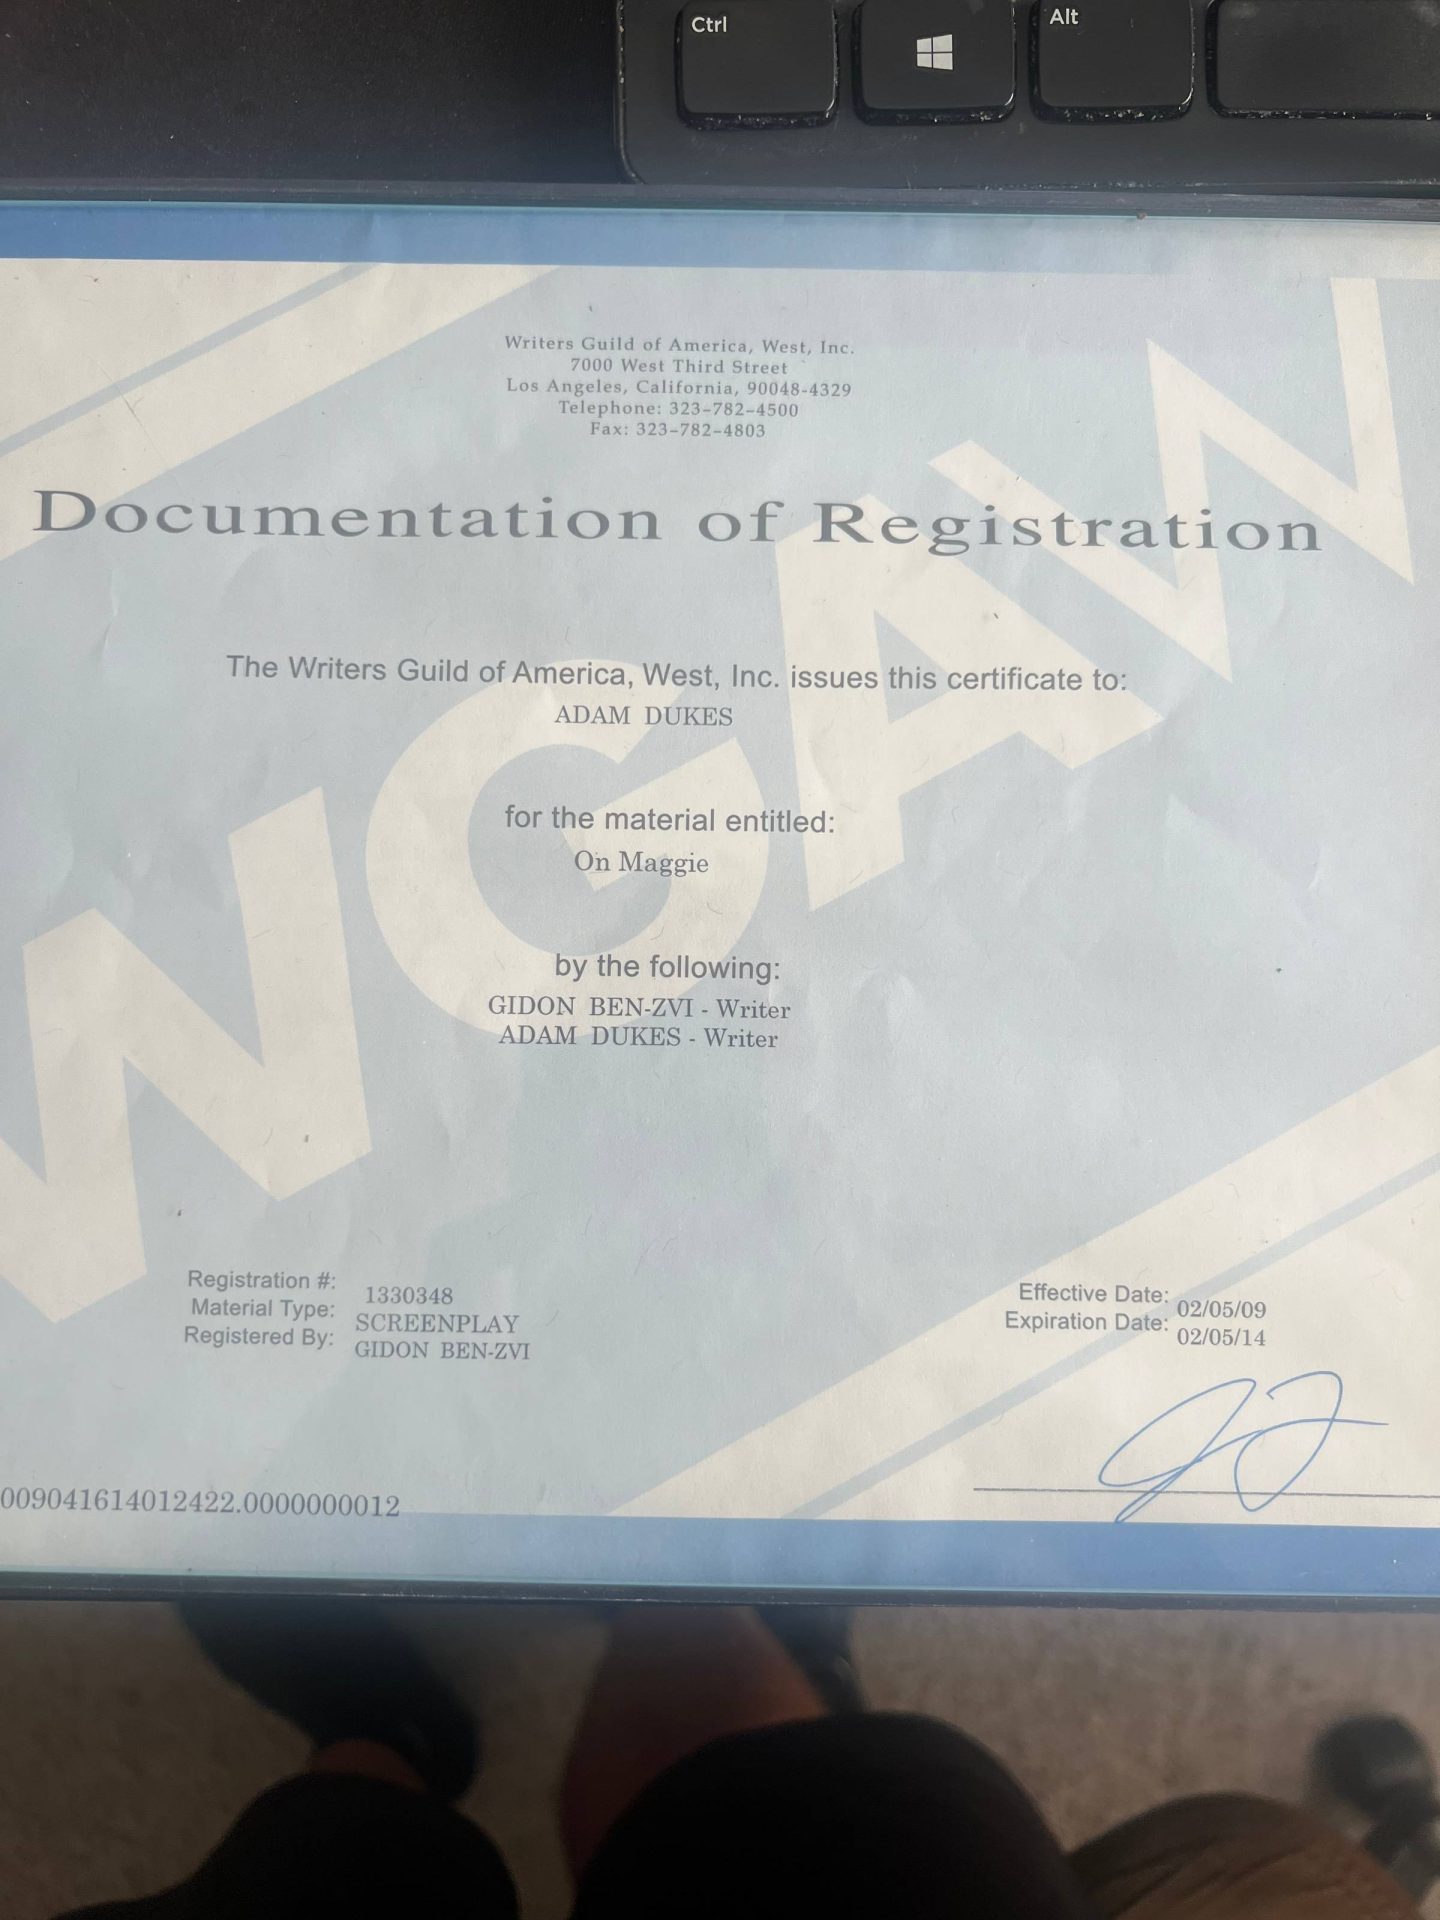 Ctrl
Alt
Writers Guild of America, West, Inc.
7000 West Third Street
Los Angeles, California, 90048-4329
Telephone: 323-782-4500
Fax: 323-782-4803
Documentation of Registration
The Writers Guild of America, West, Inc. issues this certificate to:
ADAM DUKES
for the material entitled:
On Maggie
by the following:
GIDON BEN-ZVI - Writer
ADAM DUKES - Writer
WGAW
Registration #: 1330348
Material Type: SCREENPLAY
Registered By: GIDON BEN-ZVI
Effective Date: 02/05/09
Expiration Date: 02/05/14
009041614012422.0000000012